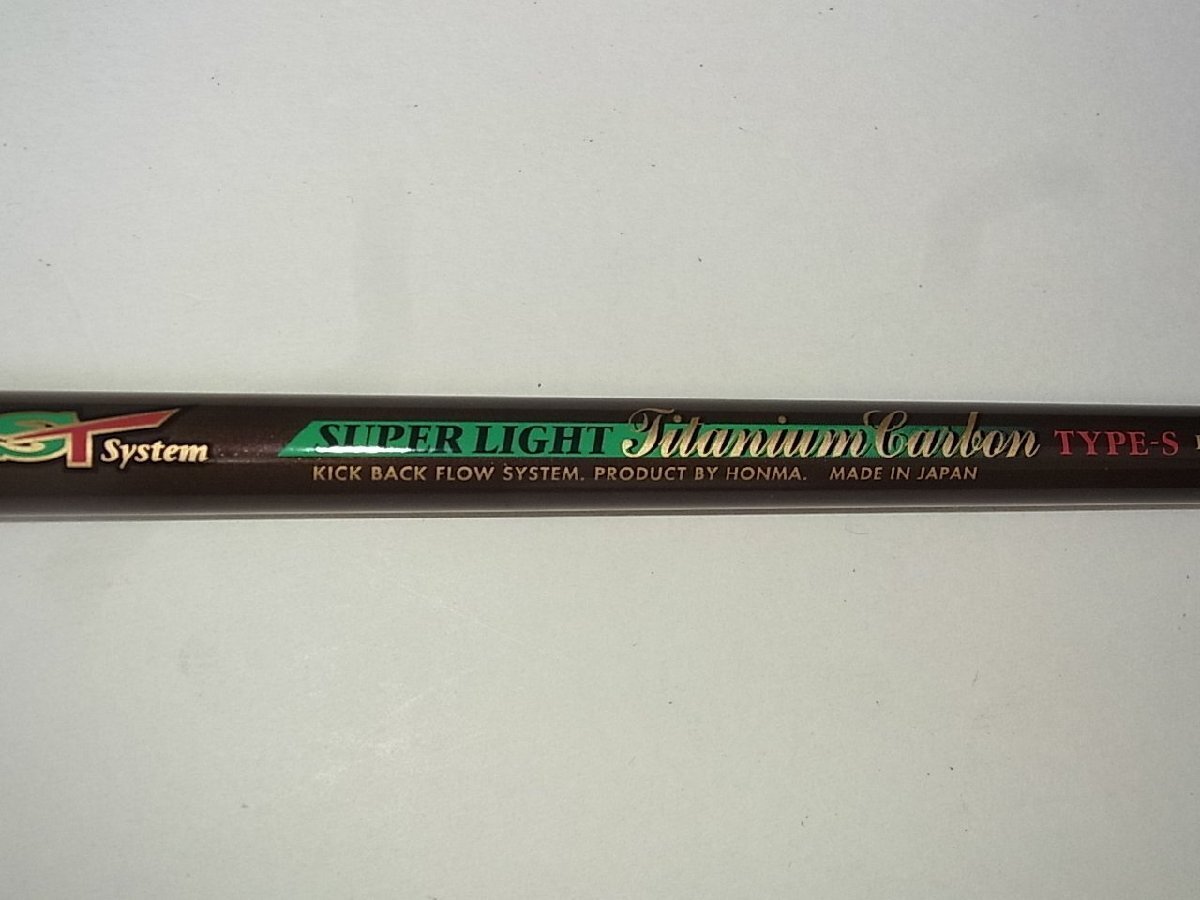 System SUPER LIGHT Titanium Carbon TYPE-S
KICK BACK FLOW SYSTEM. PRODUCT BY HONMA. MADE IN JAPAN